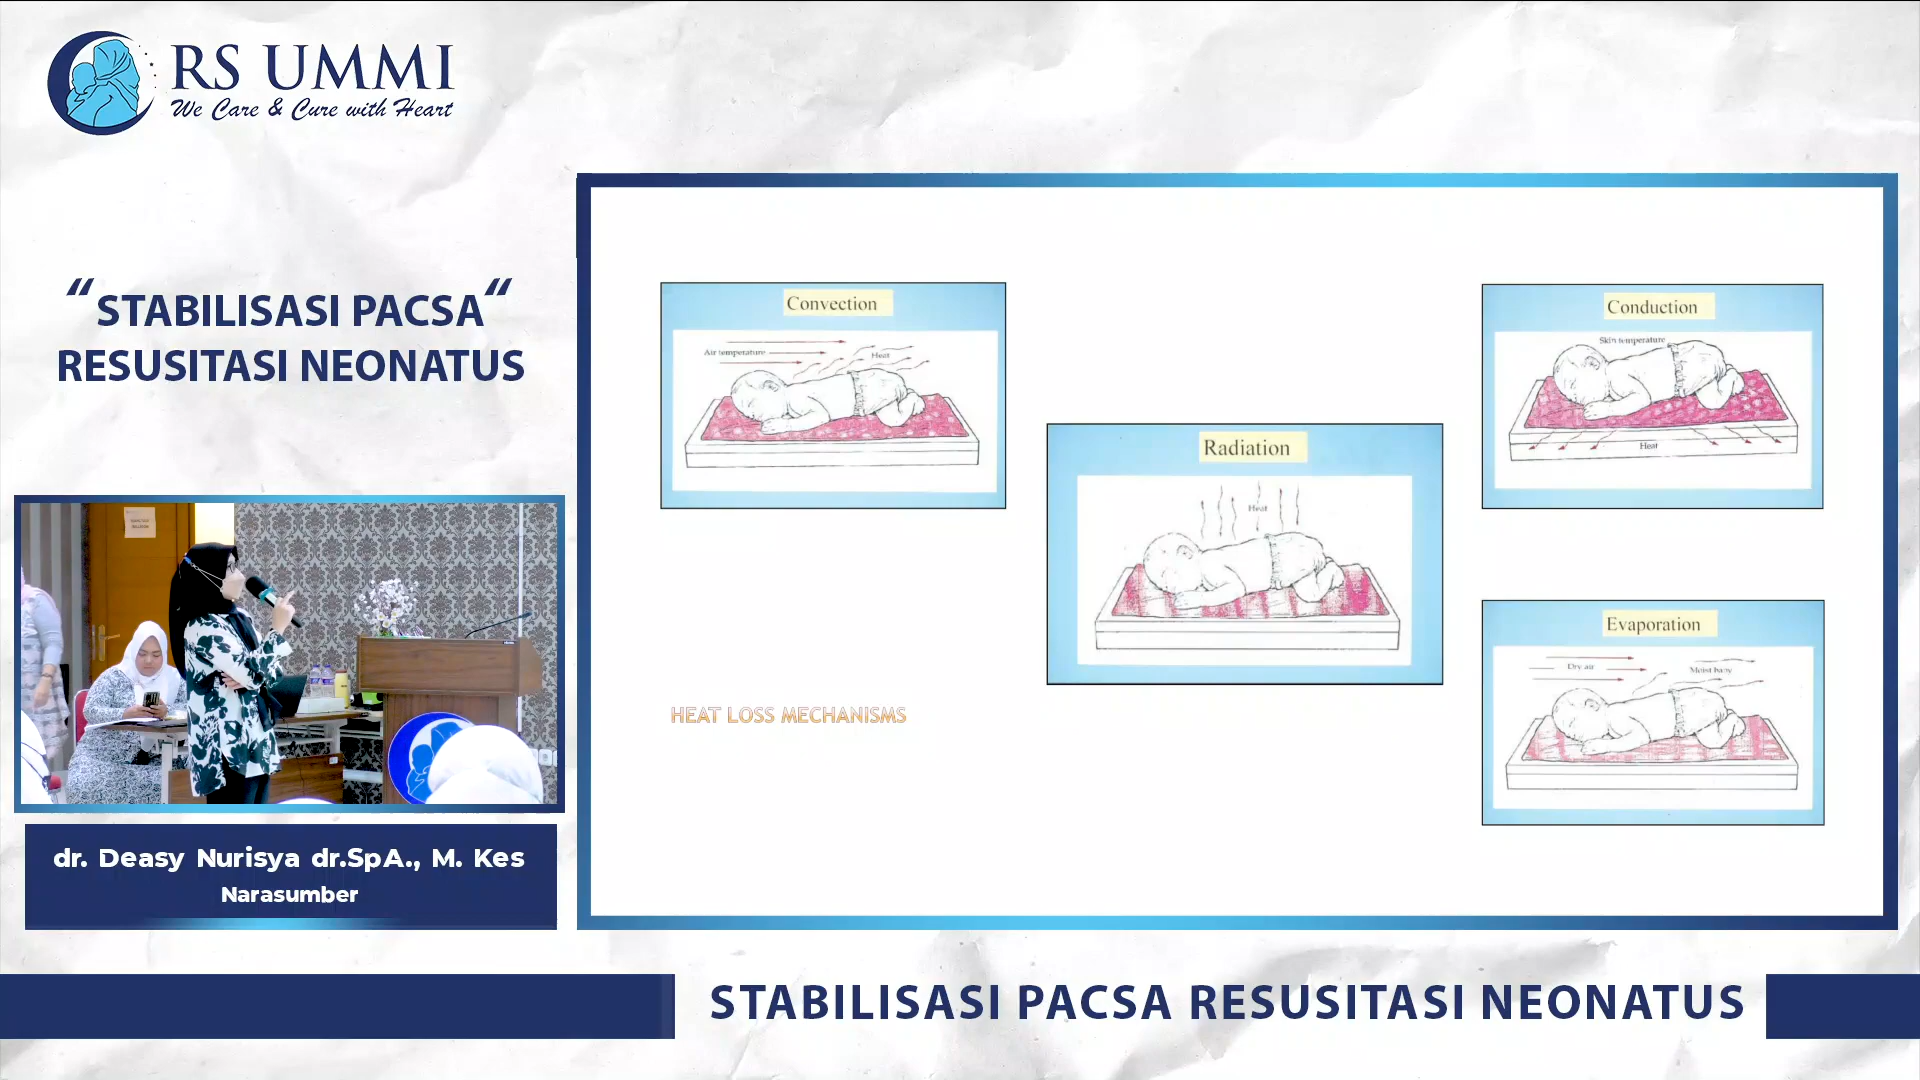 RS UMMI
We Care & Cure with Heart
“STABILISASI PACSA“
RESUSITASI NEONATUS
dr. Deasy Nurisya dr.SpA., M. Kes
Narasumber
Convection
Air temperature
Heat
Radiation
Heat
Conduction
Skin temperature
Heat
Evaporation
Dry air
Moist baby
HEAT LOSS MECHANISMS
STABILISASI PACSA RESUSITASI NEONATUS